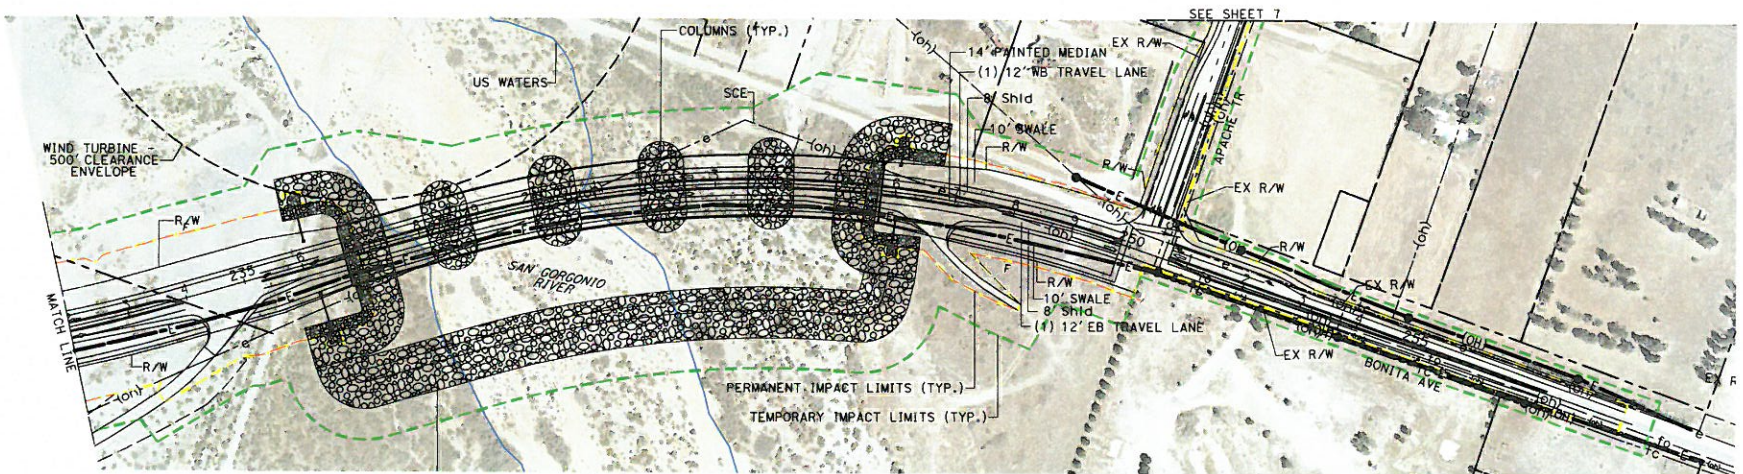 SEE SHEET 7
COLUMNS (TYP.)
14' PAINTED MEDIAN
EX R/W
(1) 12' WB TRAVEL LANE
US WATERS
SCE
8' Shld
10' SWALE
R/W
WIND TURBINE -
500' CLEARANCE
ENVELOPE
R/W
APACHE TR
EX R/W
R/W
235
250
R/W
SAN GORGONIO
RIVER
MATCH LINE
R/W
R/W
10' SWALE
8' Shld
(1) 12' EB TRAVEL LANE
EX R/W
EX R/W
255
BONITA AVE
PERMANENT IMPACT LIMITS (TYP.)
TEMPORARY IMPACT LIMITS (TYP.)